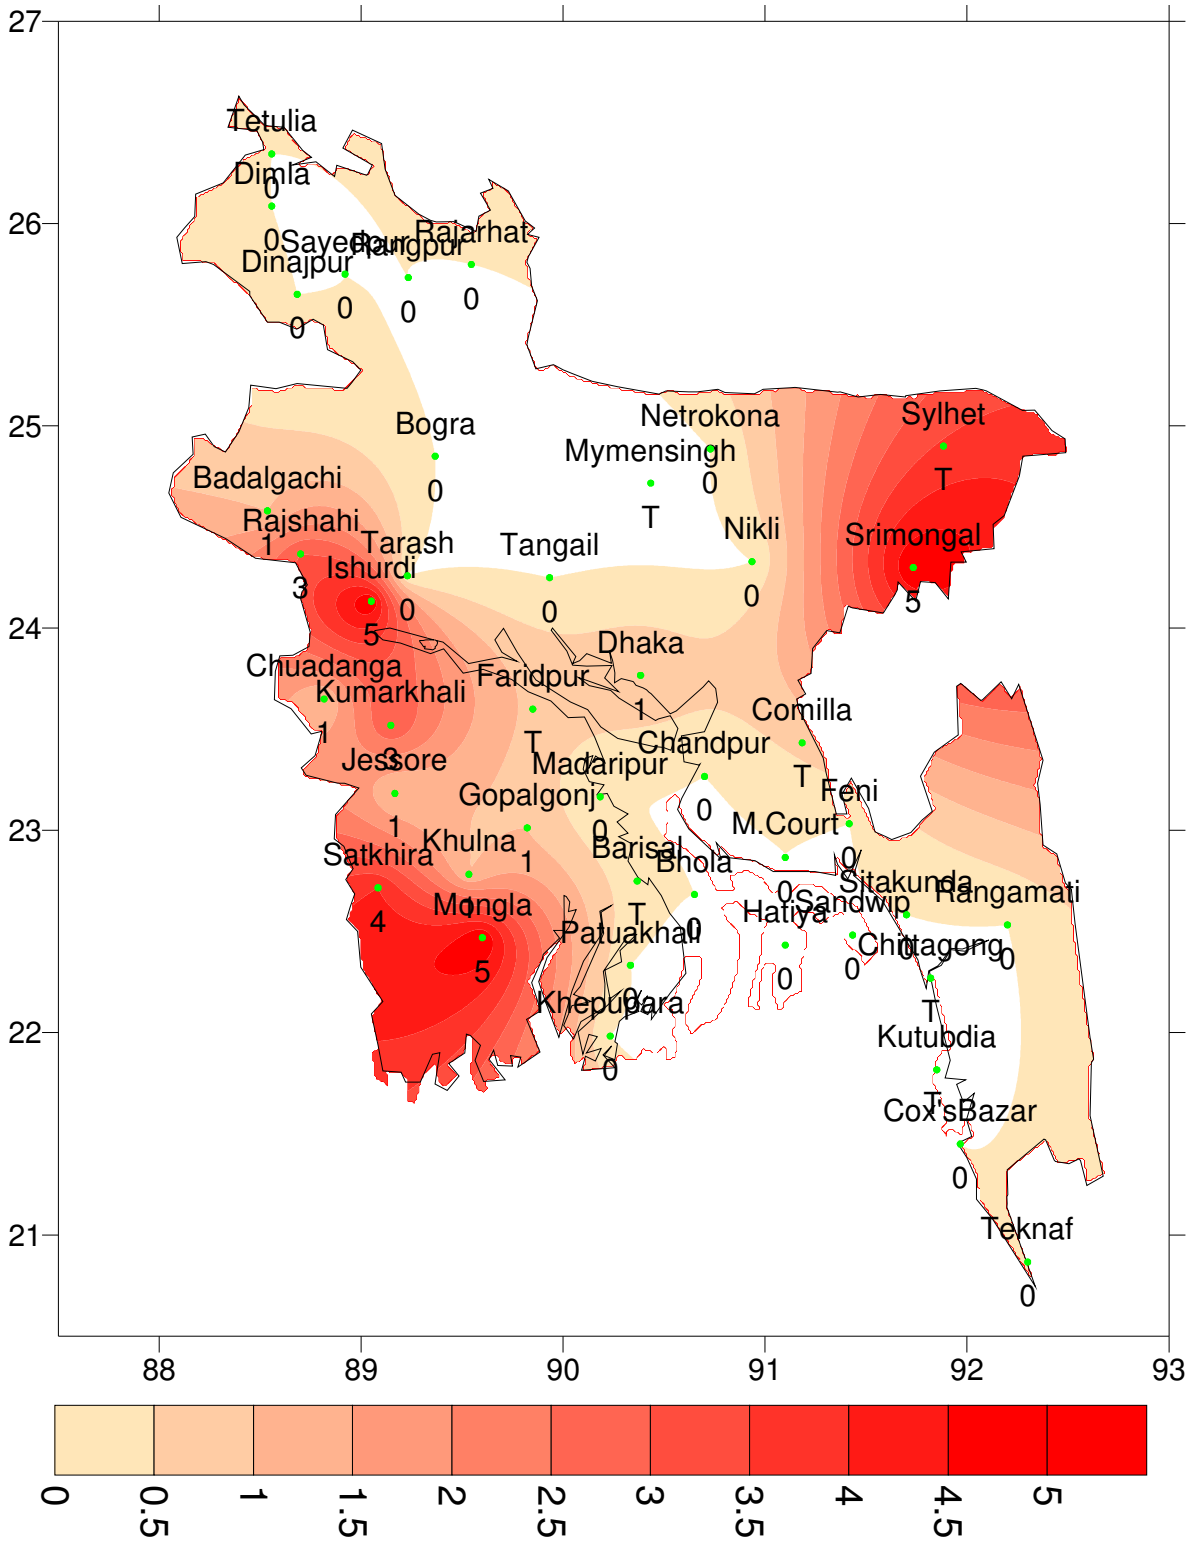 27
Tetulia
Dimla
0
26
0
Sayedpur
Rangpur
Rajarhat
Dinajpur
0
0
0
0
25
Sylhet
Netrokona
Bogra
Mymensingh
T
Badalgachi
0
0
T
Rajshahi
Nikli
Srimongal
1
Tarash
Tangail
Ishurdi
3
0
0
0
5
24
5
Dhaka
Chuadanga
Faridpur
Kumarkhali
1
Comilla
1
T
Chandpur
3
Jessore
Madaripur
T
Feni
Gopalgonj
0
23
1
0
M.Court
Khulna
Barisal
Satkhira
1
Bhola
0
Sitakunda
Rangamati
0
Mongla
1
Hatiya
Sandwip
4
T
0
Patuakhali
Chittagong
0
0
5
0
0
0
Khepupara
T
22
Kutubdia
0
T
Cox'sBazar
0
21
Teknaf
0
88
89
90
91
92
93
0
0.5
1
1.5
2
2.5
3
3.5
4
4.5
5